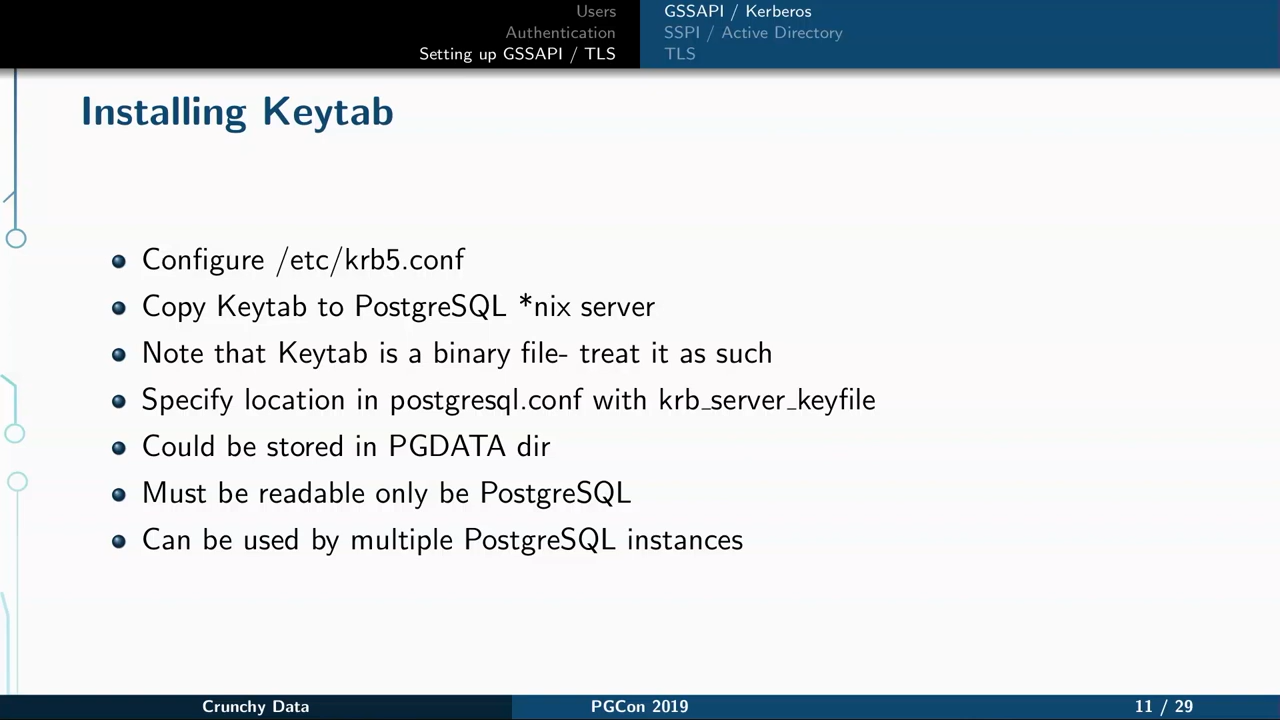 Users
Authentication
Setting up GSSAPI / TLS
GSSAPI / Kerberos
SSPI / Active Directory
TLS
Installing Keytab
Configure /etc/krb5.conf
Copy Keytab to PostgreSQL *nix server
Note that Keytab is a binary file- treat it as such
Specify location in postgresql.conf with krb_server_keyfile
Could be stored in PGDATA dir
Must be readable only be PostgreSQL
Can be used by multiple PostgreSQL instances
Crunchy Data
PGCon 2019
11 / 29